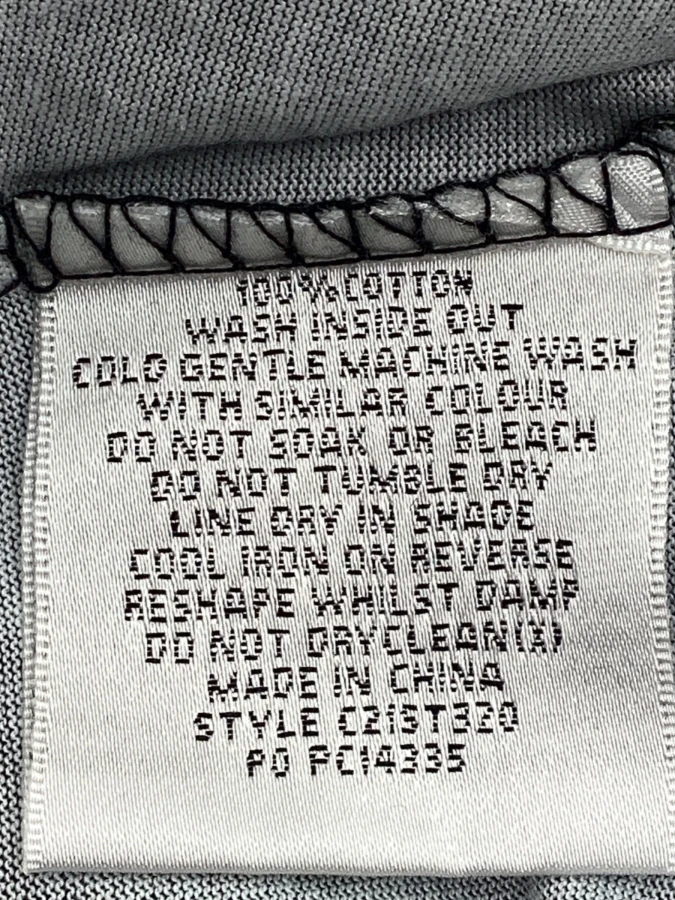 100% COTTON
WASH INSIDE OUT
COLD GENTLE MACHINE WASH
WITH SIMILAR COLOUR
DO NOT SOAK OR BLEACH
DO NOT TUMBLE DRY
LINE DRY IN SHADE
COOL IRON ON REVERSE
RESHAPE WHILST DAMP
DO NOT DRYCLEAN(X)
MADE IN CHINA
STYLE C21ST320
PO PC14335